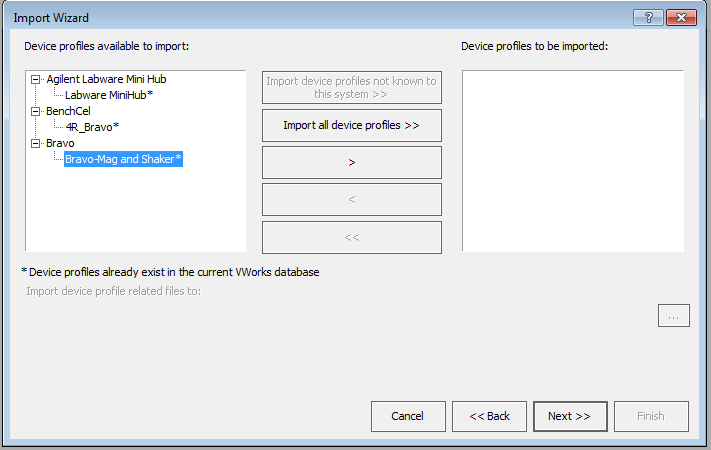 Import Wizard
?
Device profiles available to import:
Device profiles to be imported:
Agilent Labware Mini Hub
Labware MiniHub*
BenchCel
4R_Bravo*
Bravo
Bravo-Mag and Shaker*
Import device profiles not known to
this system >>
Import all device profiles >>
>
<
<<
* Device profiles already exist in the current VWorks database
Import device profile related files to:
...
Cancel
<< Back
Next >>
Finish